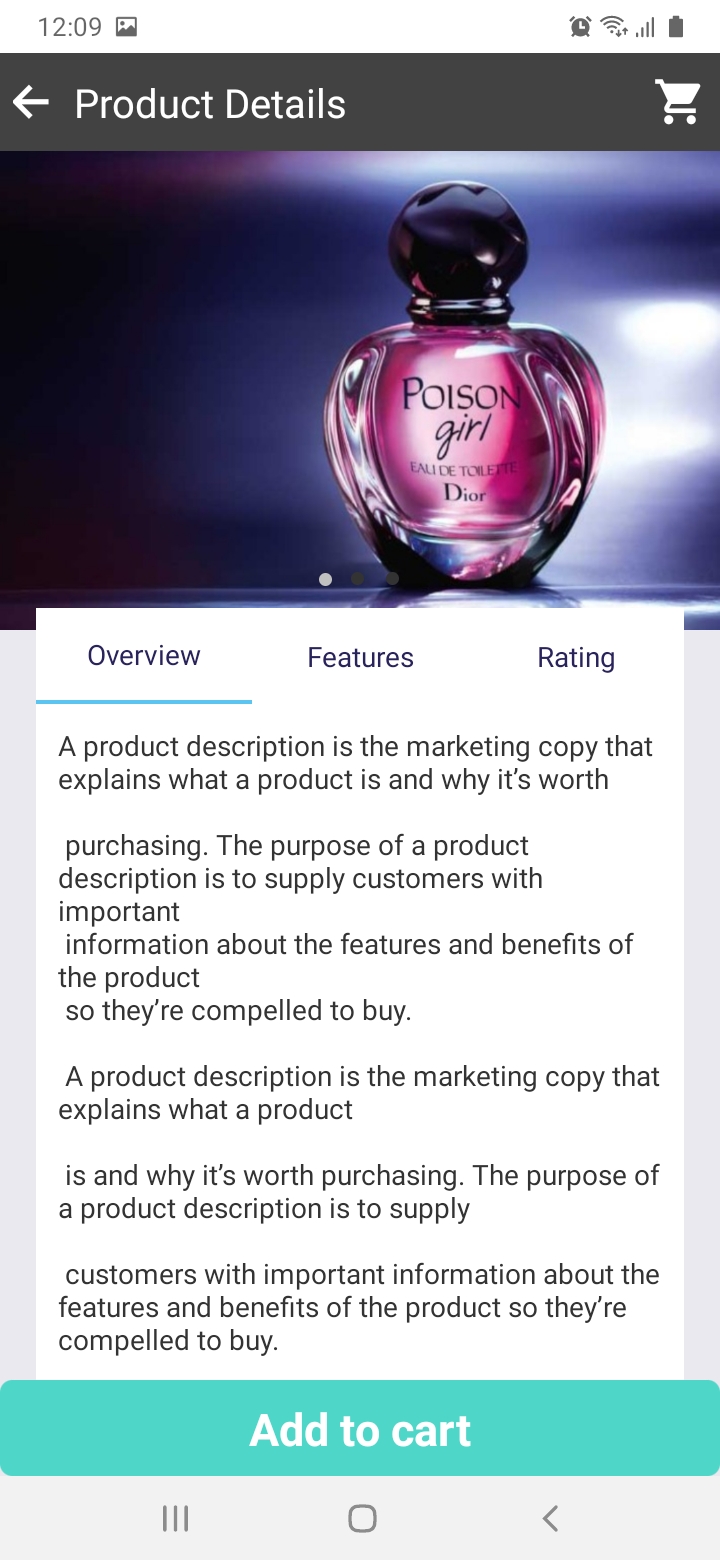 12:09
Product Details
POISON
girl
EAU DE TOILETTE
Dior
Overview Features Rating
A product description is the marketing copy that
explains what a product is and why it’s worth
purchasing. The purpose of a product
description is to supply customers with
important
information about the features and benefits of
the product
so they’re compelled to buy.
A product description is the marketing copy that
explains what a product
is and why it’s worth purchasing. The purpose of
a product description is to supply
customers with important information about the
features and benefits of the product so they’re
compelled to buy.
Add to cart